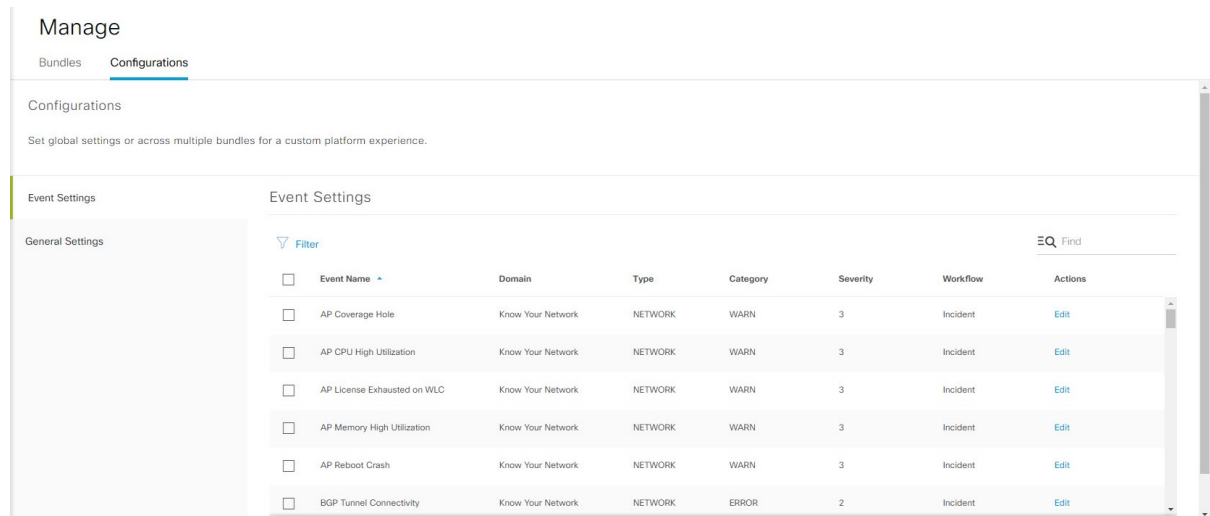 Manage
Bundles Configurations
Configurations
Set global settings or across multiple bundles for a custom platform experience.
Event Settings
General Settings
Event Settings
Filter
Find
Event Name Domain Type Category Severity Workflow Actions
AP Coverage Hole Know Your Network NETWORK WARN 3 Incident Edit
AP CPU High Utilization Know Your Network NETWORK WARN 3 Incident Edit
AP License Exhausted on WLC Know Your Network NETWORK WARN 3 Incident Edit
AP Memory High Utilization Know Your Network NETWORK WARN 3 Incident Edit
AP Reboot Crash Know Your Network NETWORK WARN 3 Incident Edit
BGP Tunnel Connectivity Know Your Network NETWORK ERROR 2 Incident Edit